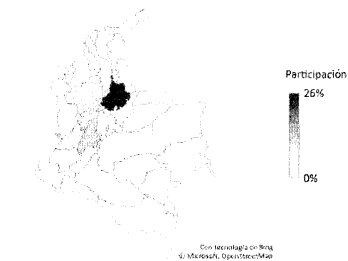 Participación
26%
0%
Con tecnología de Bing
© Microsoft, OpenStreetMap